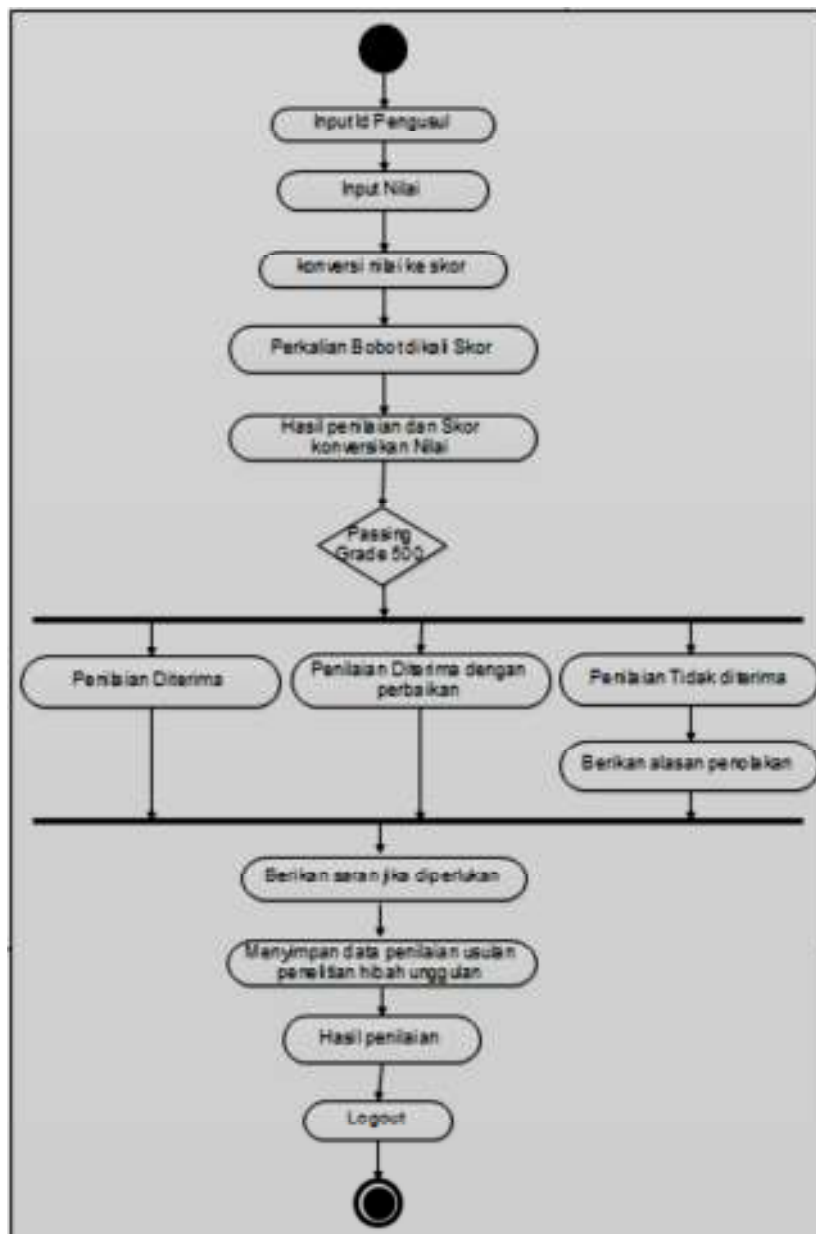 Input Id Pengusul
Input Nilai
konversi nilai ke skor
Perkalian Bobot dikali Skor
Hasil penilaian dan Skor
konversikan Nilai
Passing
Grade 500
Penilaian Diterima
Penilaian Diterima dengan
perbaikan
Penilaian Tidak diterima
Berikan alasan penolakan
Berikan saran jika diperlukan
Menyimpan data penilaian usulan
penelitian hibah unggulan
Hasil penilaian
Logout